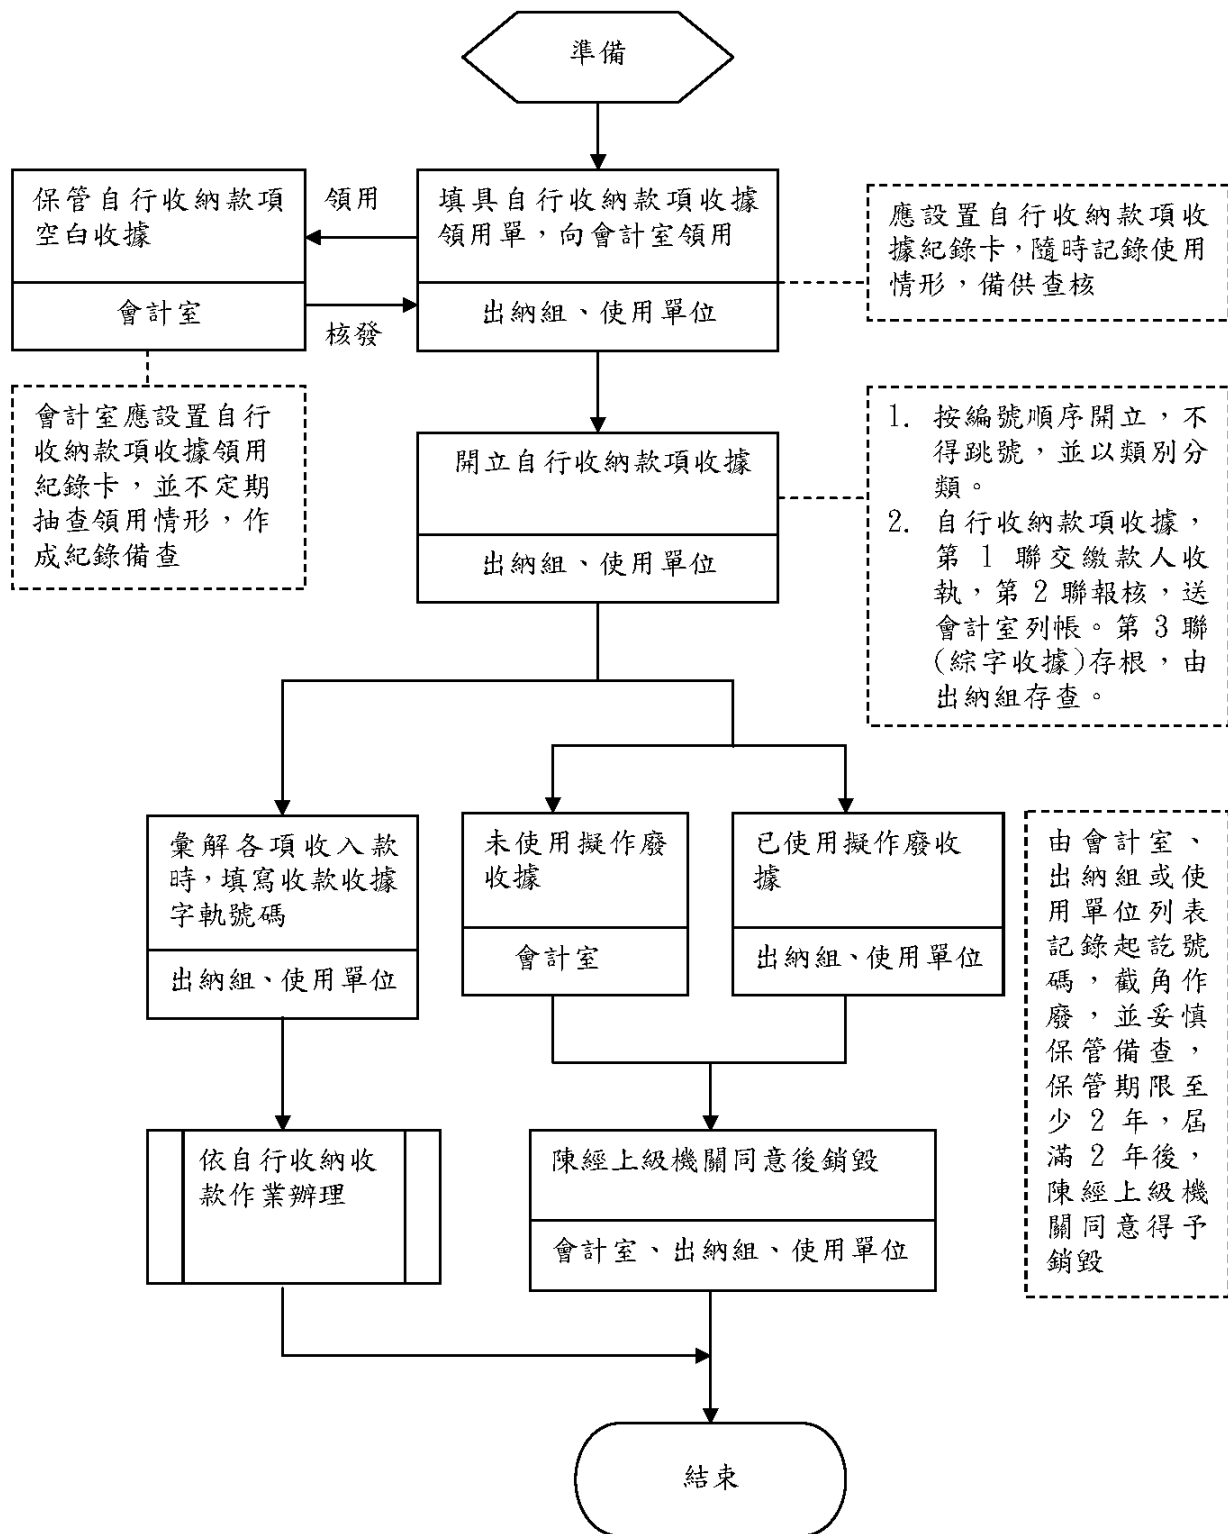 準備
保管自行收納款項
空白收據
會計室
領用
核發
填具自行收納款項收據
領用單，向會計室領用
出納組、使用單位
應設置自行收納款項收
據紀錄卡，隨時記錄使用
情形，備供查核
會計室應設置自行
收納款項收據領用
紀錄卡，並不定期
抽查領用情形，作
成紀錄備查
開立自行收納款項收據
出納組、使用單位
1. 按編號順序開立，不
得跳號，並以類別分
類。
2. 自行收納款項收據，
第 1 聯交繳款人收
執，第 2 聯報核，送
會計室列帳。第 3 聯
(綜字收據)存根，由
出納組存查。
彙解各項收入款
時，填寫收款收據
字軌號碼
出納組、使用單位
未使用擬作廢
收據
會計室
已使用擬作廢收
據
出納組、使用單位
由會計室、
出納組或使
用單位列表
記錄起訖號
碼，截角作
廢，並妥慎
保管備查，
保管期限至
少 2 年，屆
滿 2 年後，
陳經上級機
關同意得予
銷毀
依自行收納收
款作業辦理
陳經上級機關同意後銷毀
會計室、出納組、使用單位
結束